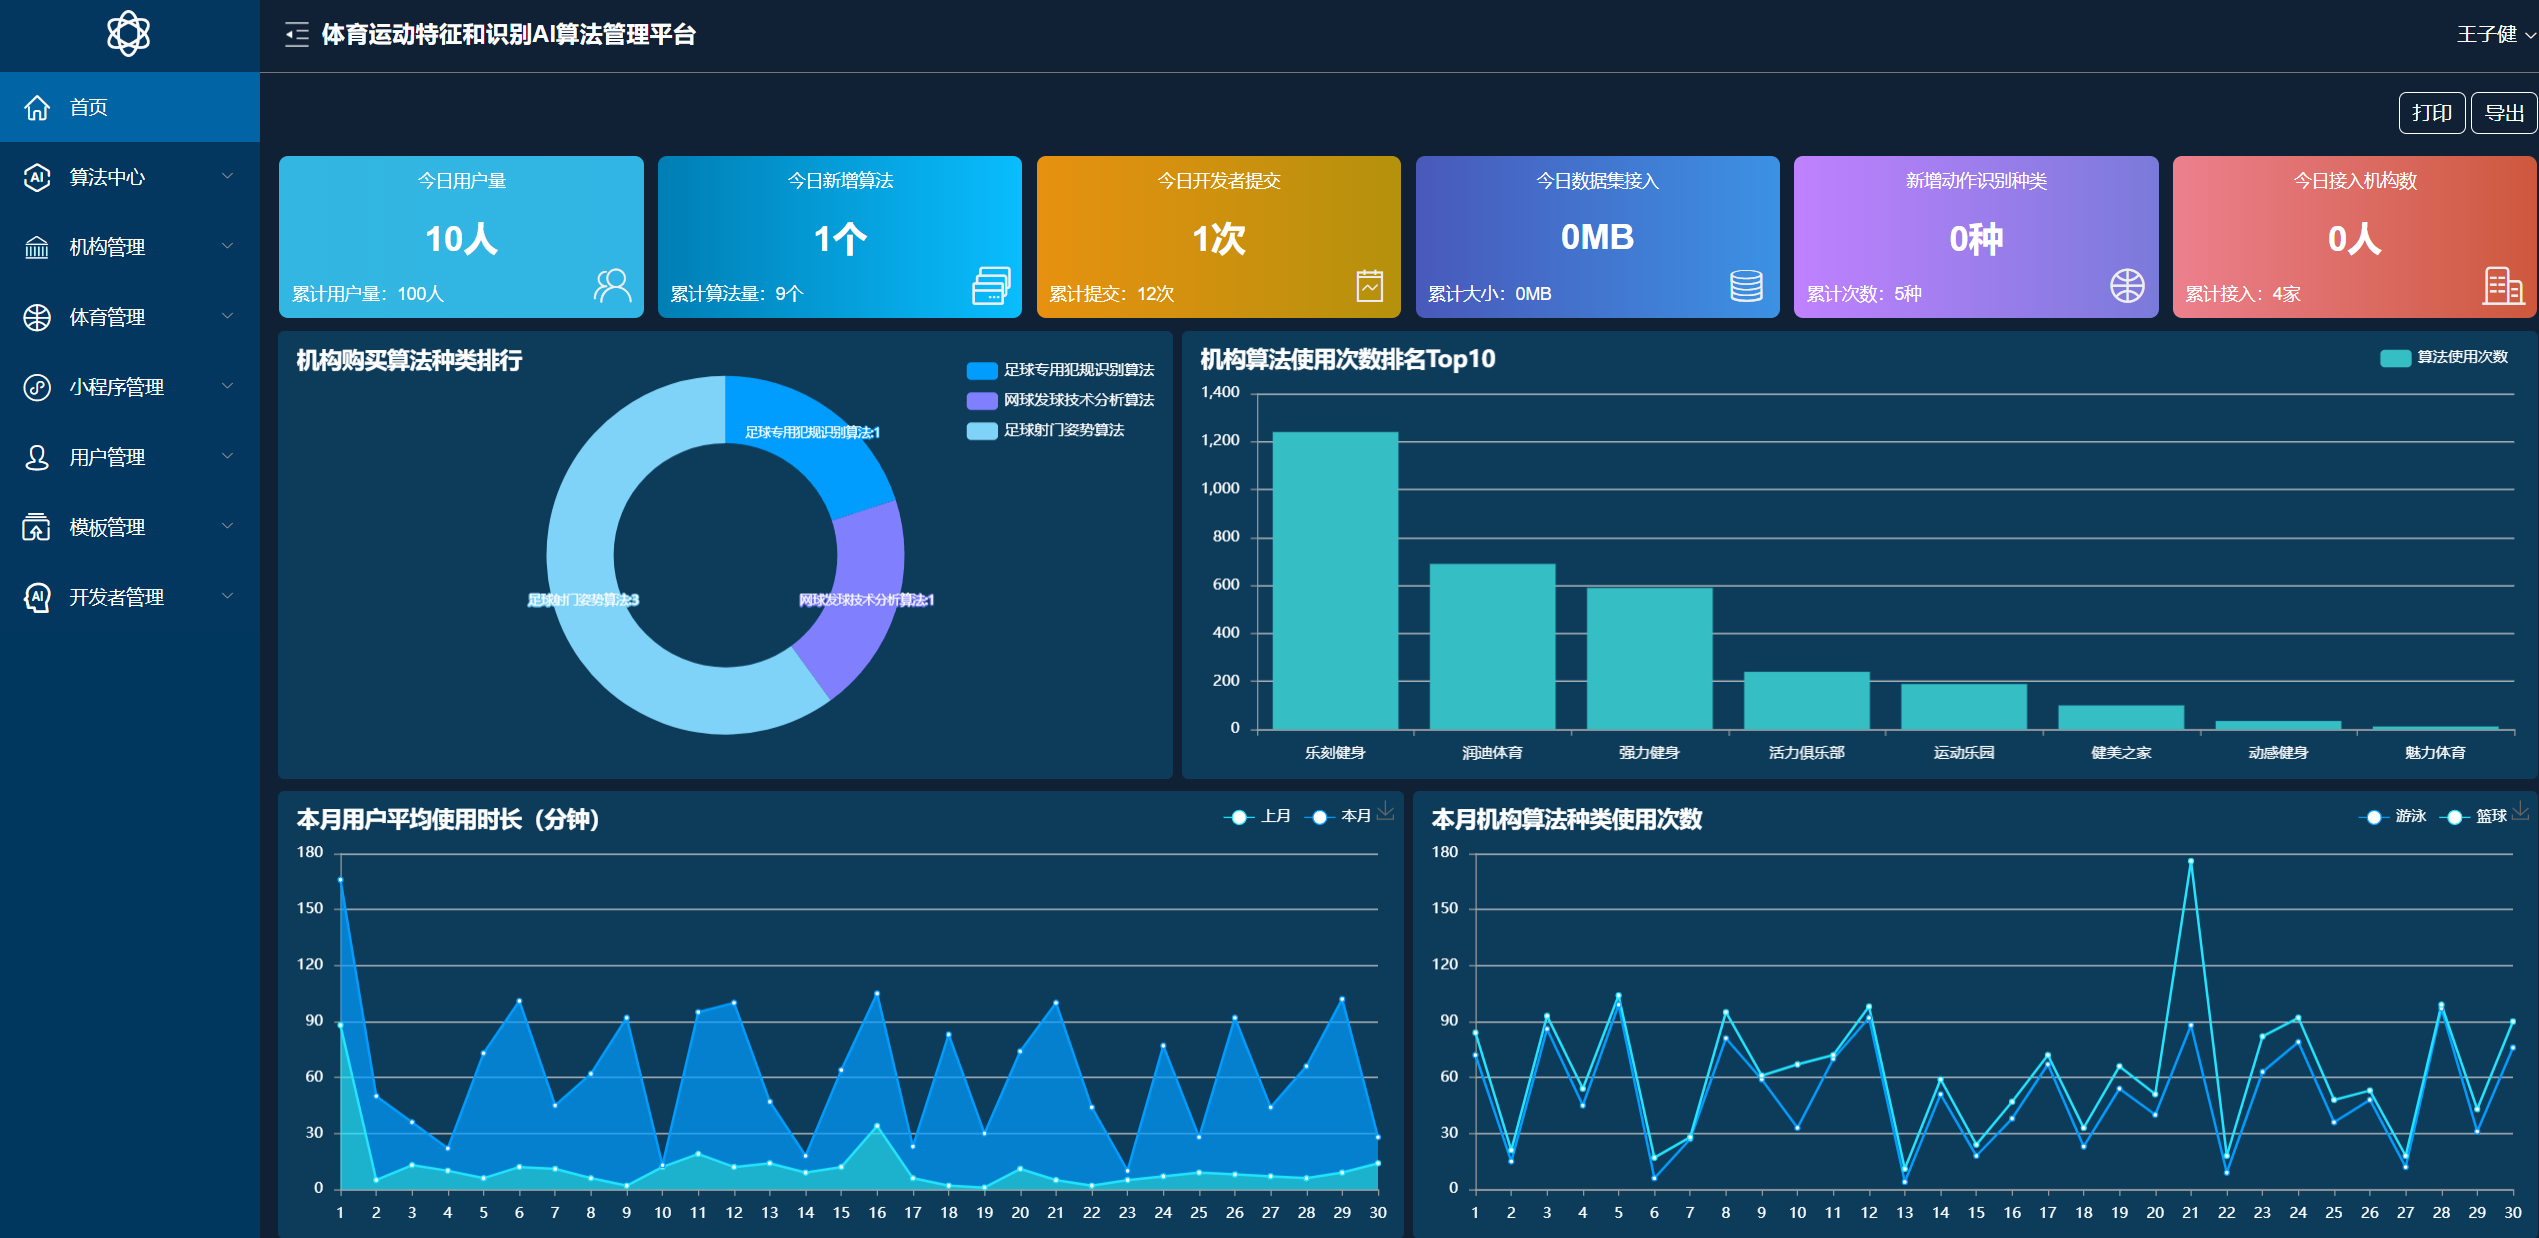 体育运动特征和识别AI算法管理平台
王子健
首页
算法中心
机构管理
体育管理
小程序管理
用户管理
模板管理
开发者管理
打印
导出
今日用户量
10人
累计用户量：100人
今日新增算法
1个
累计算法量：9个
今日开发者提交
1次
累计提交：12次
今日数据集接入
0MB
累计大小：0MB
新增动作识别种类
0种
累计次数：5种
今日接入机构数
0人
累计接入：4家
机构购买算法种类排行
足球专用犯规识别算法
网球发球技术分析算法
足球射门姿势算法
足球专用犯规识别算法:1
足球射门姿势算法:3
网球发球技术分析算法:1
机构算法使用次数排名Top10
算法使用次数
1,400
1,200
1,000
800
600
400
200
0
乐刻健身 润迪体育 强力健身 活力俱乐部 运动乐园 健美之家 动感健身 魅力体育
本月用户平均使用时长（分钟）
上月 本月
180
150
120
90
60
30
0
1 2 3 4 5 6 7 8 9 10 11 12 13 14 15 16 17 18 19 20 21 22 23 24 25 26 27 28 29 30
本月机构算法种类使用次数
游泳 篮球
180
150
120
90
60
30
0
1 2 3 4 5 6 7 8 9 10 11 12 13 14 15 16 17 18 19 20 21 22 23 24 25 26 27 28 29 30